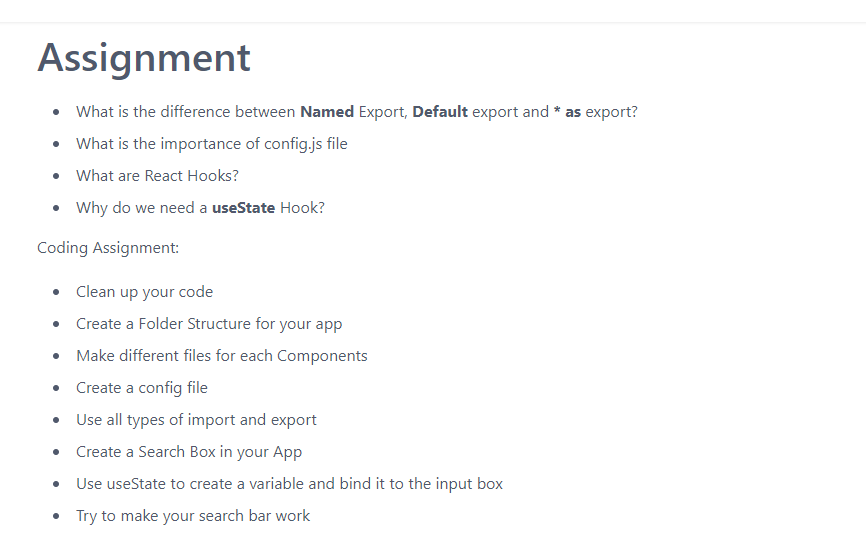 Assignment
• What is the difference between Named Export, Default export and * as export?
• What is the importance of config.js file
• What are React Hooks?
• Why do we need a useState Hook?
Coding Assignment:
• Clean up your code
• Create a Folder Structure for your app
• Make different files for each Components
• Create a config file
• Use all types of import and export
• Create a Search Box in your App
• Use useState to create a variable and bind it to the input box
• Try to make your search bar work